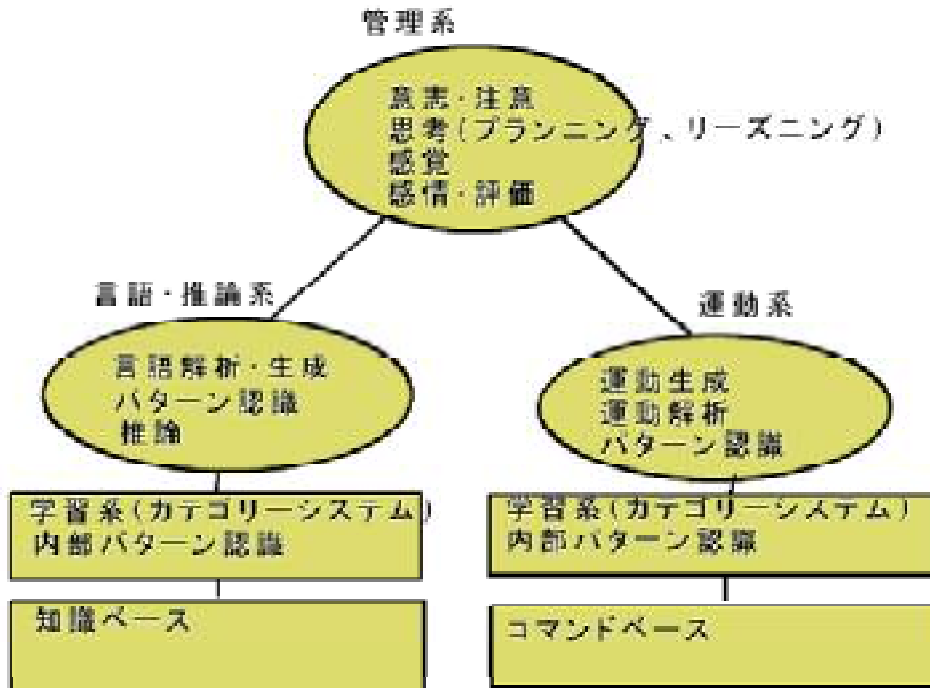 管理系
意志・注意
思考(プランニング、リーズニング)
感覚
感情・評価
言語・推論系
言語解析・生成
パターン認識
推論
運動系
運動生成
運動解析
パターン認識
学習系(カテゴリーシステム)
内部パターン認識
知識ベース
学習系(カテゴリーシステム)
内部パターン認識
コマンドベース